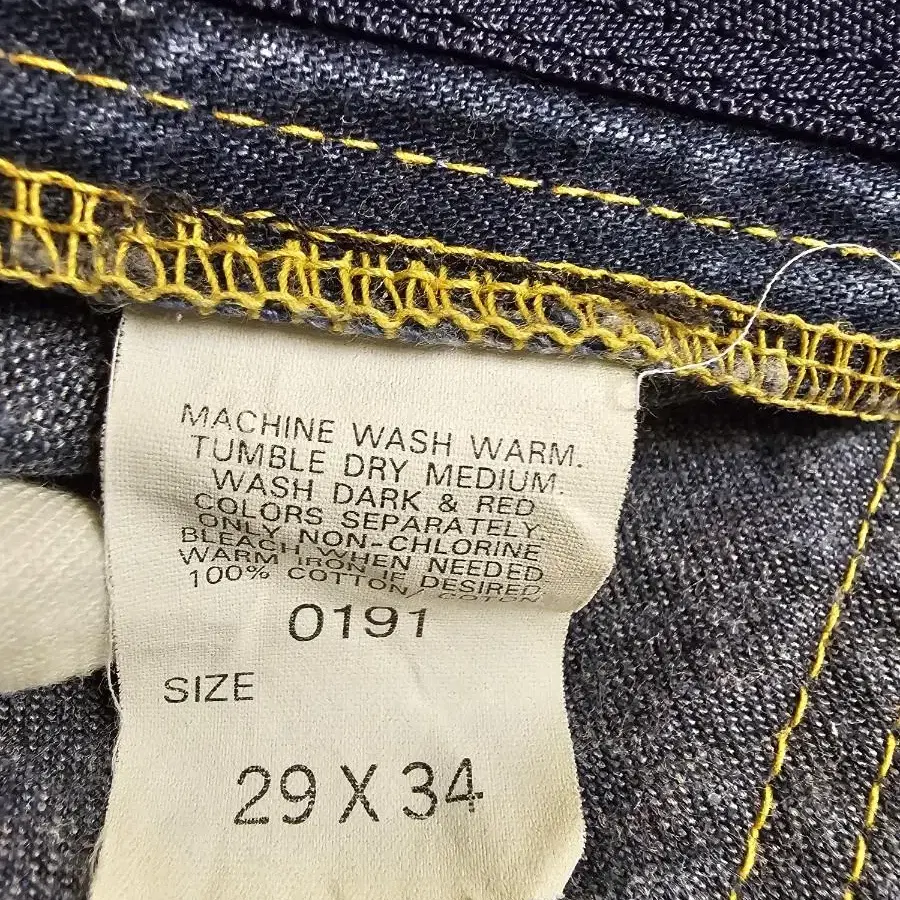 MACHINE WASH WARM.
TUMBLE DRY MEDIUM.
WASH DARK & RED
COLORS SEPARATELY.
ONLY NON-CHLORINE
BLEACH WHEN NEEDED.
WARM IRON IF DESIRED.
100% COTTON/COTON
0191
SIZE
29 X 34